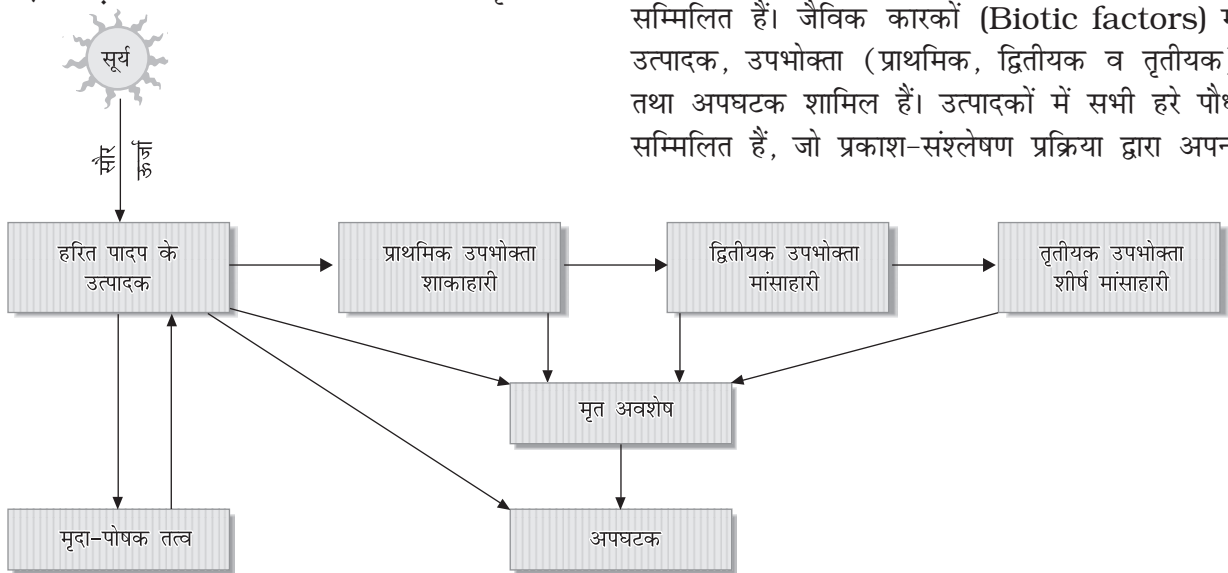 सम्मिलित हैं। जैविक कारकों (Biotic factors)
उत्पादक, उपभोक्ता (प्राथमिक, द्वितीयक व तृतीयक)
तथा अपघटक शामिल हैं। उत्पादकों में सभी हरे
सम्मिलित हैं, जो प्रकाश-संश्लेषण प्रक्रिया द्वारा
सूर्य
सौर
ऊर्जा
हरित पादप के
उत्पादक
प्राथमिक उपभोक्ता
शाकाहारी
द्वितीयक उपभोक्ता
मांसाहारी
तृतीयक उपभोक्ता
शीर्ष मांसाहारी
मृत अवशेष
मृदा-पोषक तत्व
अपघटक